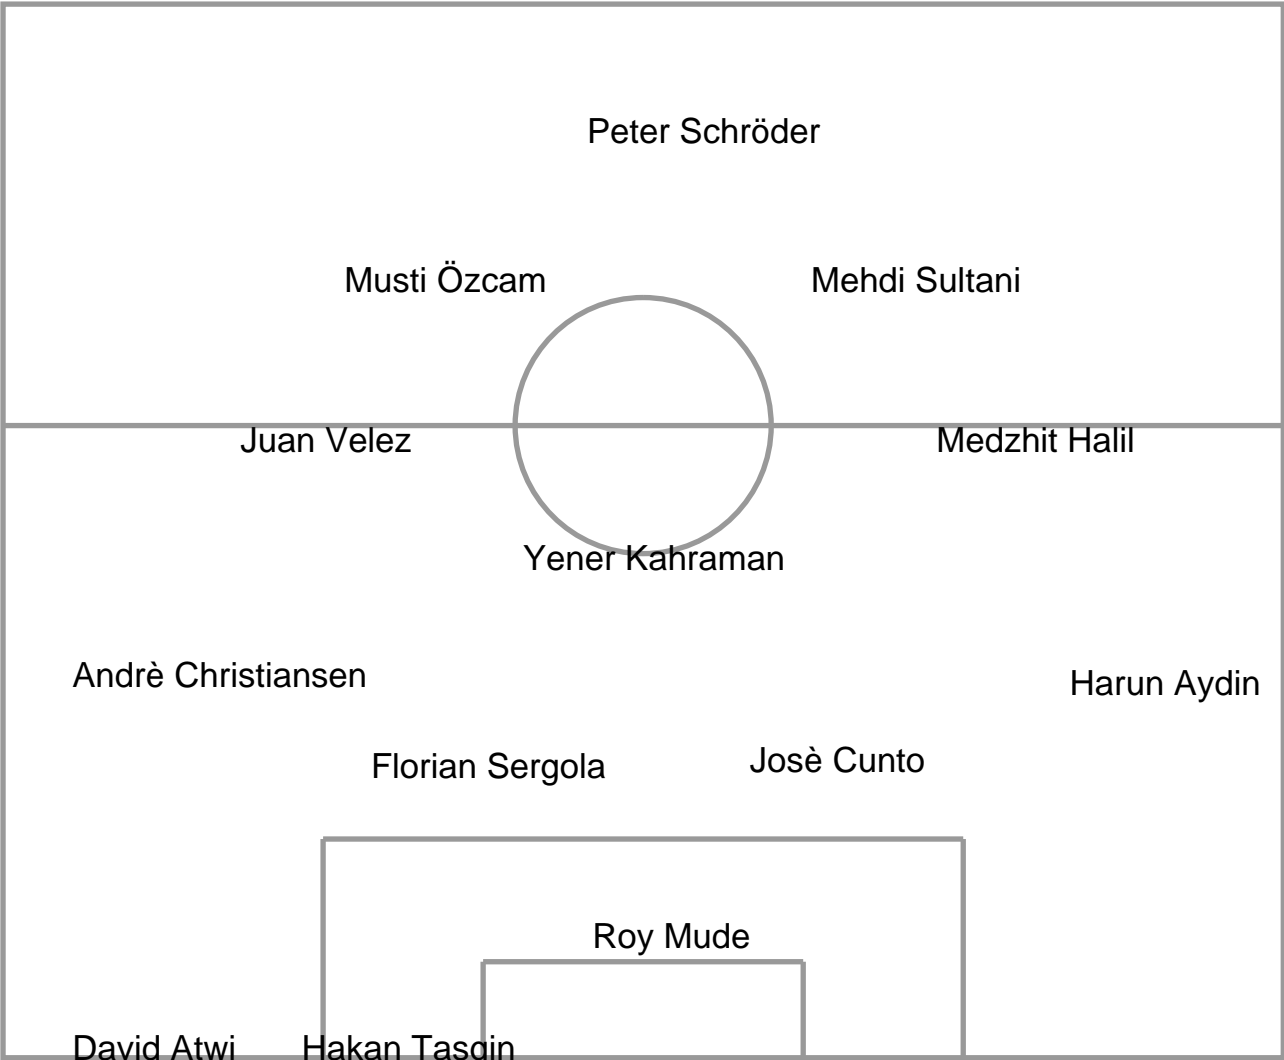 Peter Schröder
Musti Özcam Mehdi Sultani
Juan Velez Medzhit Halil
Yener Kahraman
Andrè Christiansen Harun Aydin
Florian Sergola Josè Cunto
Roy Mude
David Atwi Hakan Tasgin